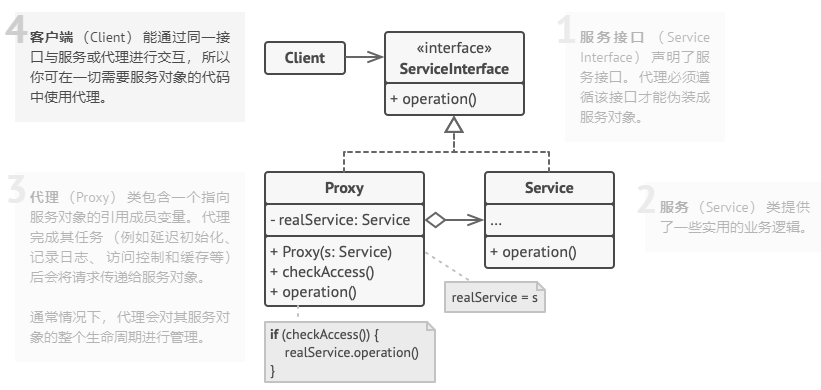 4
客户端 （Client） 能通过同一接
口与服务或代理进行交互，所以
你可在一切需要服务对象的代码
中使用代理。
Client
«interface»
ServiceInterface
+ operation()
1
服务接口 （Service
Interface） 声明了服
务接口。代理必须遵
循该接口才能伪装成
服务对象。
3
代理 （Proxy） 类包含一个指向
服务对象的引用成员变量。代理
完成其任务 （例如延迟初始化、
记录日志、 访问控制和缓存等）
后会将请求传递给服务对象。
通常情况下， 代理会对其服务对
象的整个生命周期进行管理。
Proxy
- realService: Service
+ Proxy(s: Service)
+ checkAccess()
+ operation()
Service
...
+ operation()
2
服务 （Service） 类提供
了一些实用的业务逻辑。
realService = s
if (checkAccess()) {
realService.operation()
}